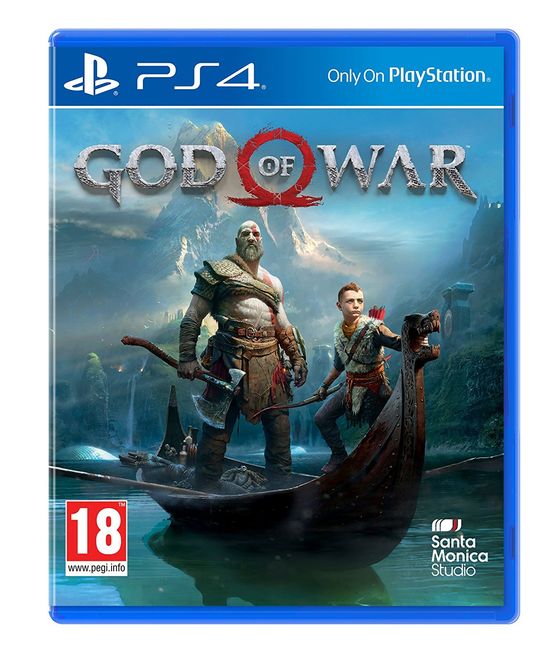 PS4
Only On PlayStation
GOD OF WAR
18
www.pegi.info
Santa
Monica
Studio